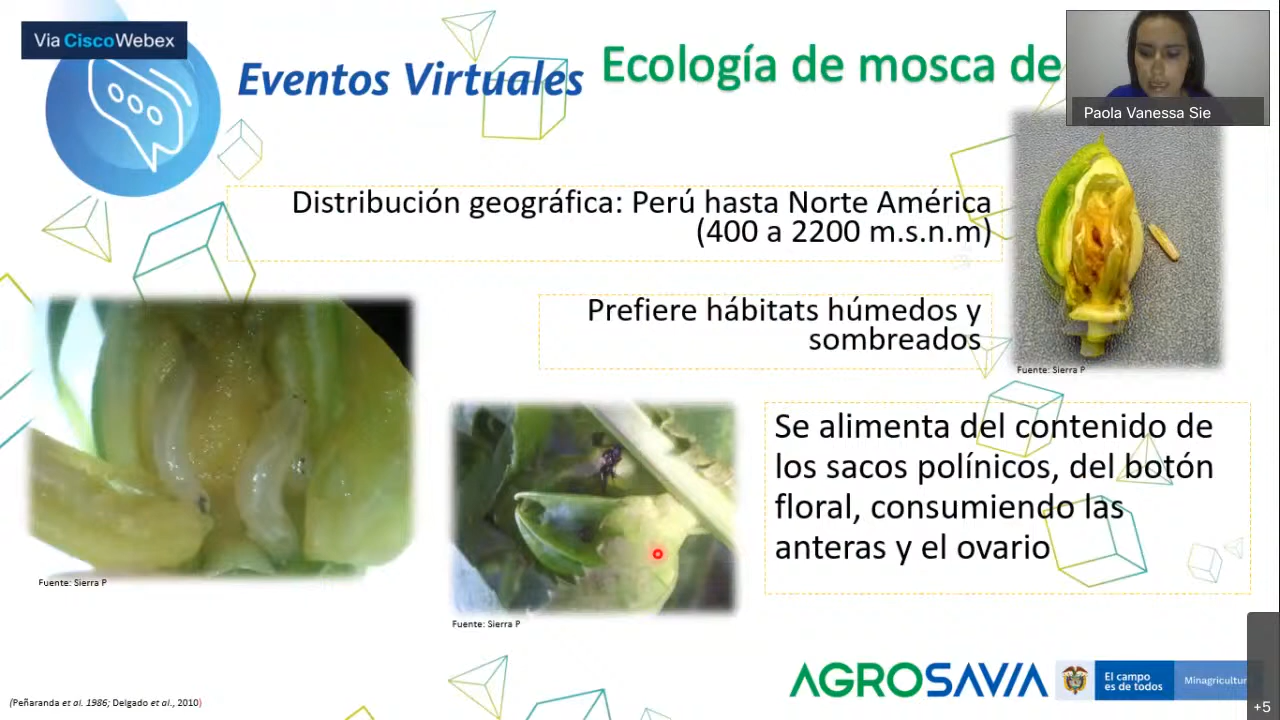 Via CiscoWebex
Eventos Virtuales
Ecología de mosca de
Paola Vanessa Sie
Distribución geográfica: Perú hasta Norte América
(400 a 2200 m.s.n.m)
Prefiere hábitats húmedos y
sombreados
Fuente: Sierra P
Se alimenta del contenido de
los sacos polínicos, del botón
floral, consumiendo las
anteras y el ovario
Fuente: Sierra P
Fuente: Sierra P
AGROSAVIA
El campo
es de todos
Minagricultur
(Peñaranda et al. 1986; Delgado et al., 2010)
+5